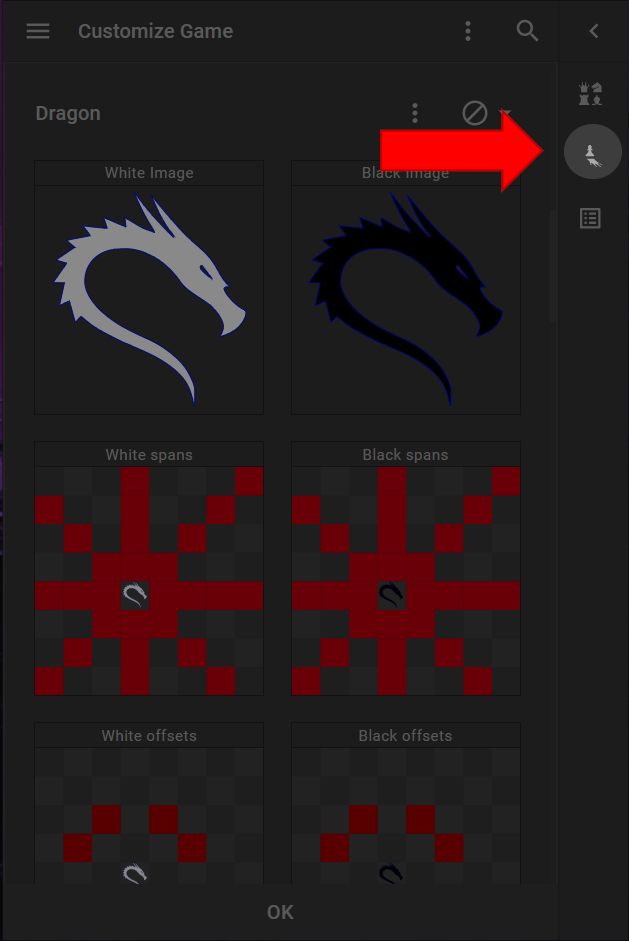 Customize Game
Dragon
White Image
Black Image
White spans
Black spans
White offsets
Black offsets
OK